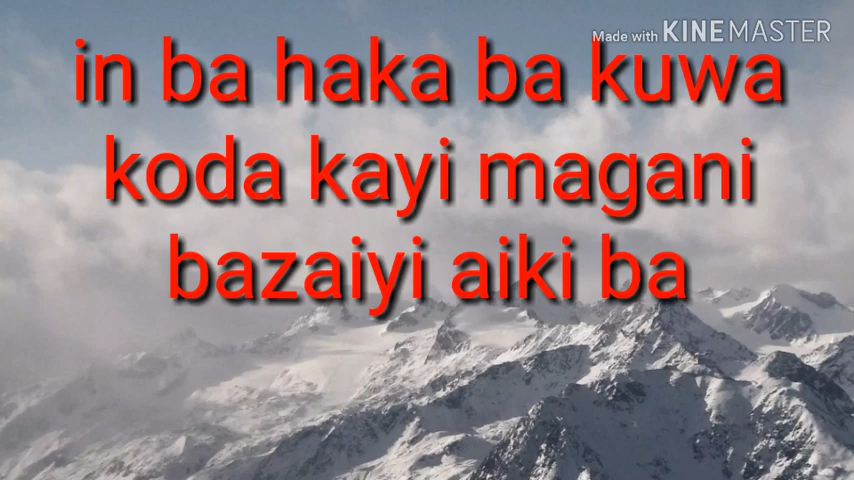 Made with KINEMASTER
in ba haka ba kuwa
koda kayi magani
bazaiyi aiki ba